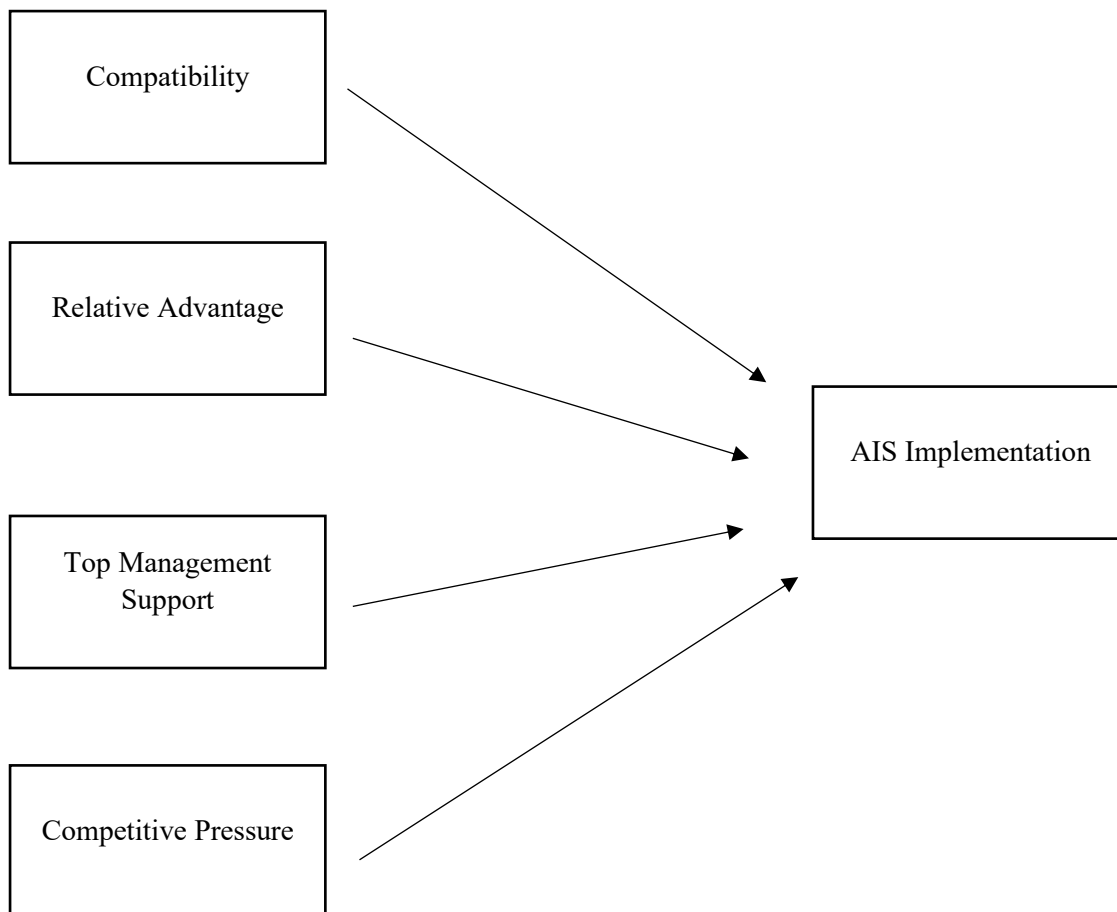 Compatibility
Relative Advantage
AIS Implementation
Top Management
Support
Competitive Pressure